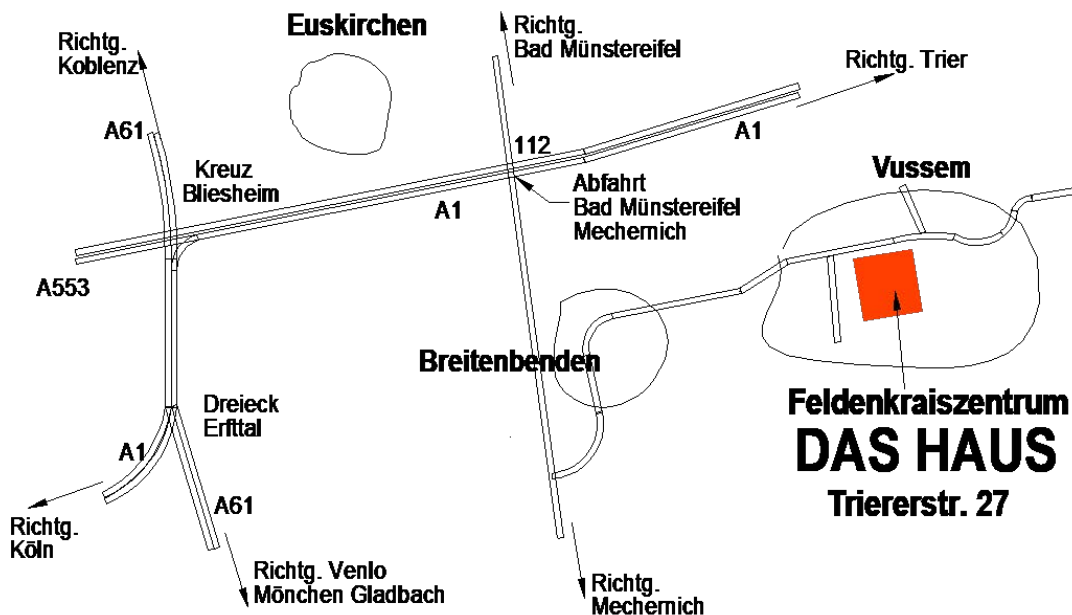 Euskirchen
Richtg.
Koblenz
Richtg.
Bad Münstereifel
Richtg. Trier
A61
112
A1
Kreuz
Bliesheim
Vussem
Abfahrt
Bad Münstereifel
Mechernich
A1
A553
Breitenbenden
Dreieck
Erfttal
Feldenkraiszentrum
DAS HAUS
Triererstr. 27
A1
A61
Richtg.
Köln
Richtg. Venlo
Mönchen Gladbach
Richtg.
Mechernich